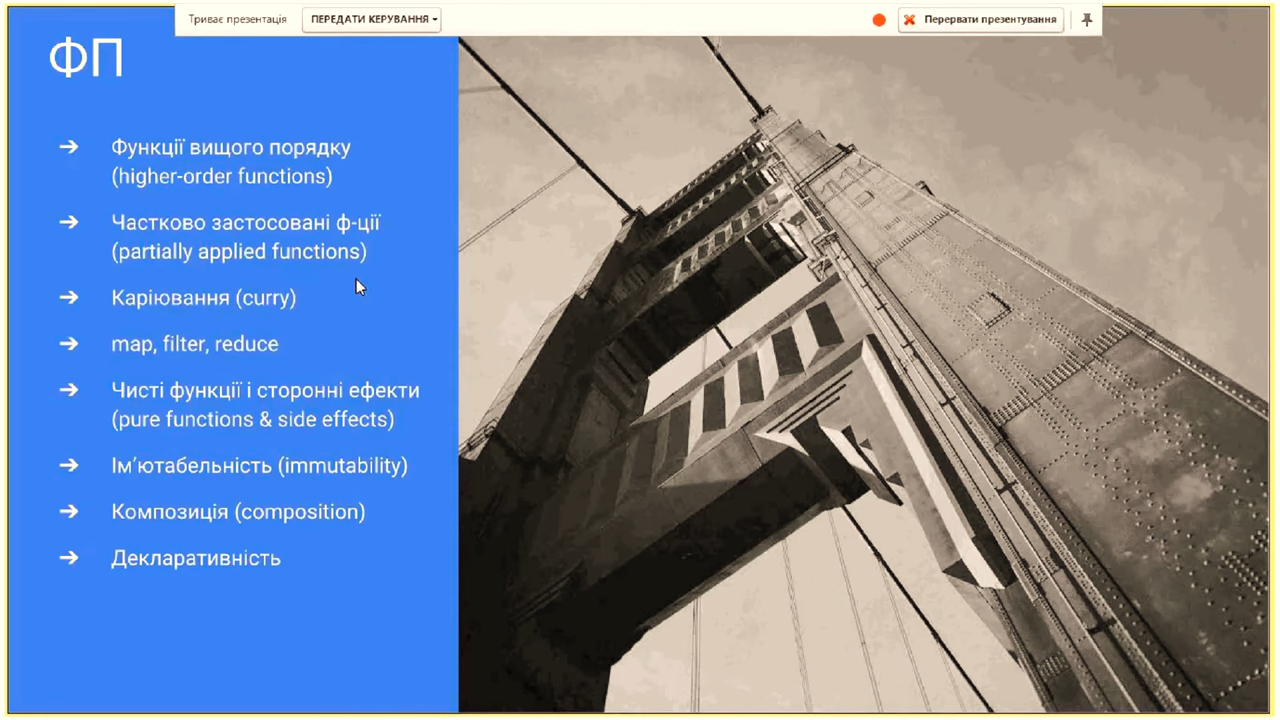 Триває презентація
ПЕРЕДАТИ КЕРУВАННЯ
Перервати презентування
ФП
➔ Функції вищого порядку
(higher-order functions)
➔ Частково застосовані ф-ції
(partially applied functions)
➔ Каріювання (curry)
➔ map, filter, reduce
➔ Чисті функції і сторонні ефекти
(pure functions & side effects)
➔ Ім’ютабельність (immutability)
➔ Композиція (composition)
➔ Декларативність